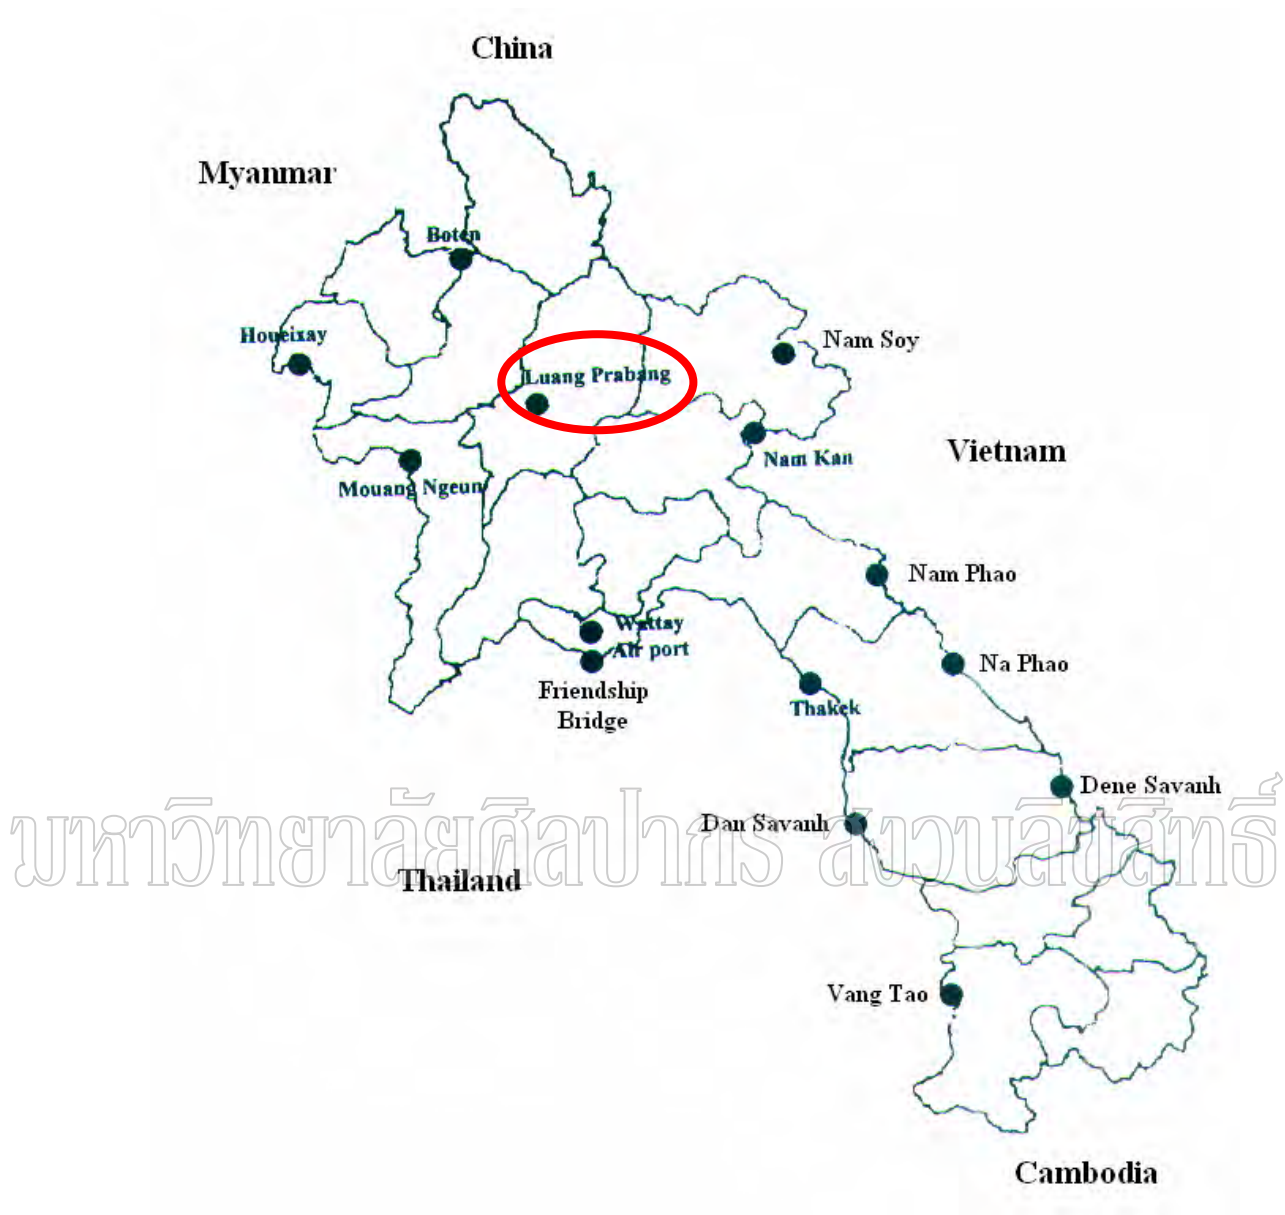 China
Myanmar
Boten
Houeixay
Nam Soy
Luang Prabang
Vietnam
Nam Kan
Mouang Ngeun
Nam Phao
Wattay
Air port
Na Phao
Friendship
Bridge
Thakek
Dene Savanh
Dan Savanh
มหาวิทยาลัยศิลปากร สงวนลิขสิทธิ์
Thailand
Vang Tao
Cambodia